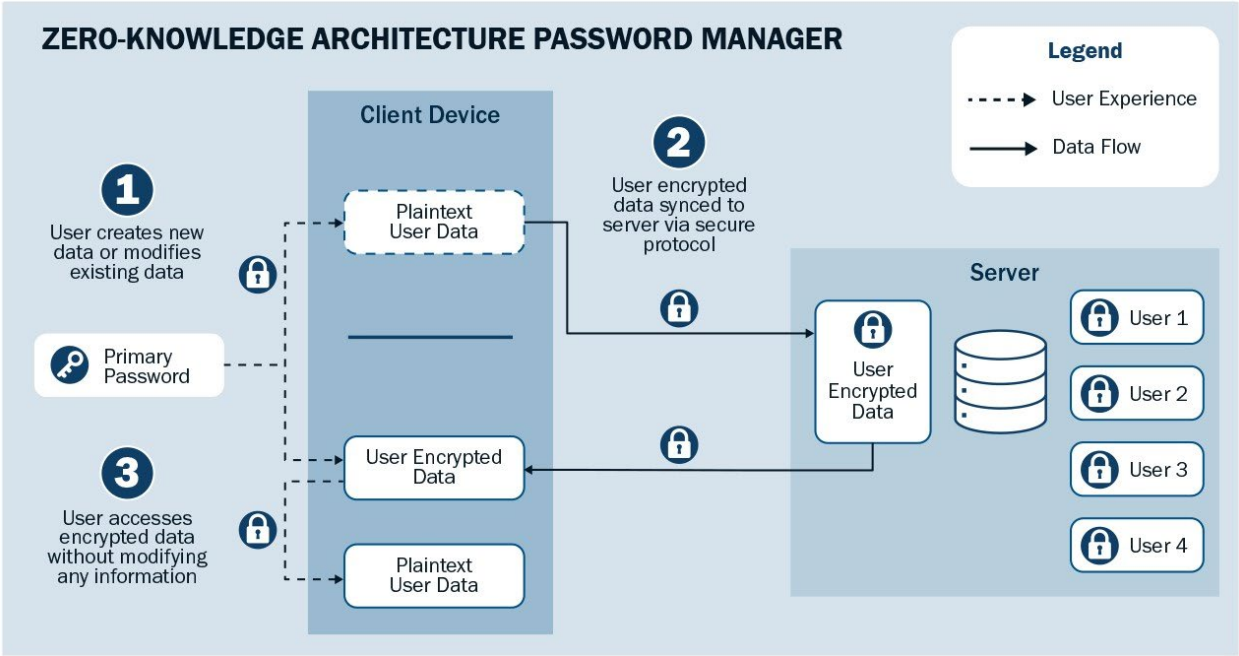 ZERO-KNOWLEDGE ARCHITECTURE PASSWORD MANAGER
Legend
User Experience
Data Flow
Client Device
1
User creates new
data or modifies
existing data
Plaintext
User Data
2
User encrypted
data synced to
server via secure
protocol
Primary
Password
Server
User
Encrypted
Data
User 1
User 2
User 3
User 4
3
User accesses
encrypted data
without modifying
any information
User Encrypted
Data
Plaintext
User Data